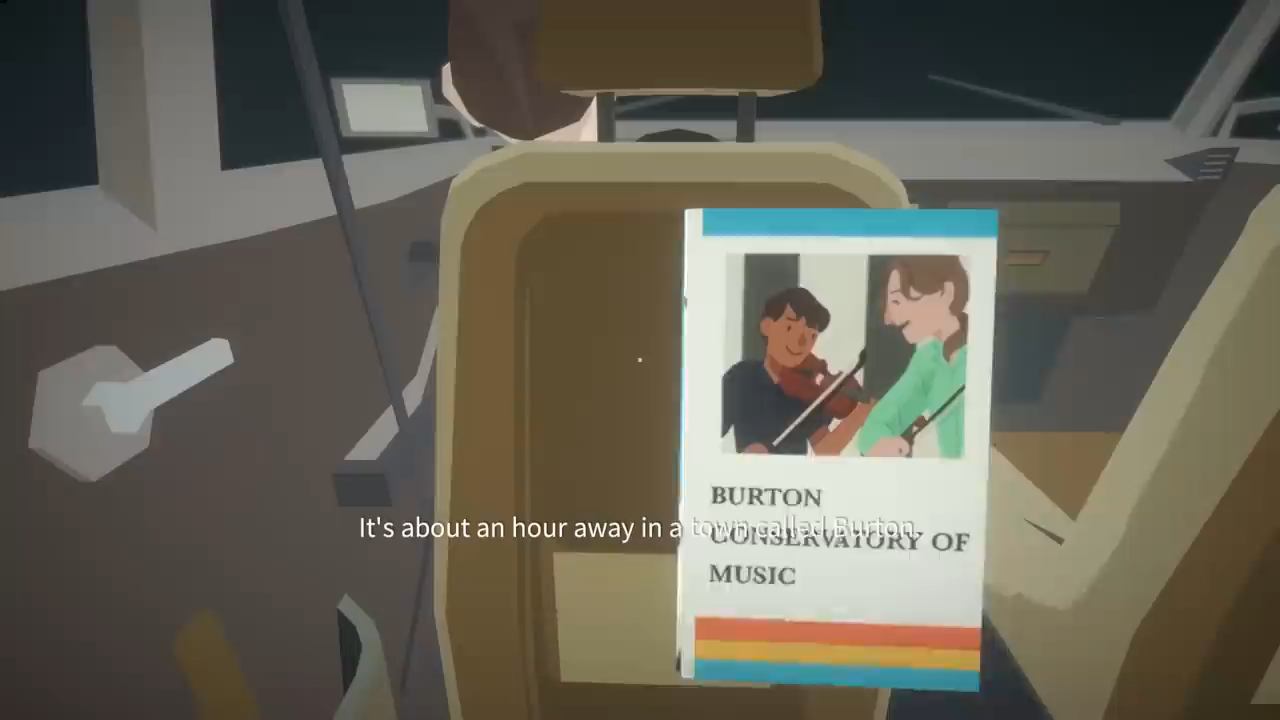 BURTON
CONSERVATORY OF
MUSIC
It's about an hour away in a town called Burton.